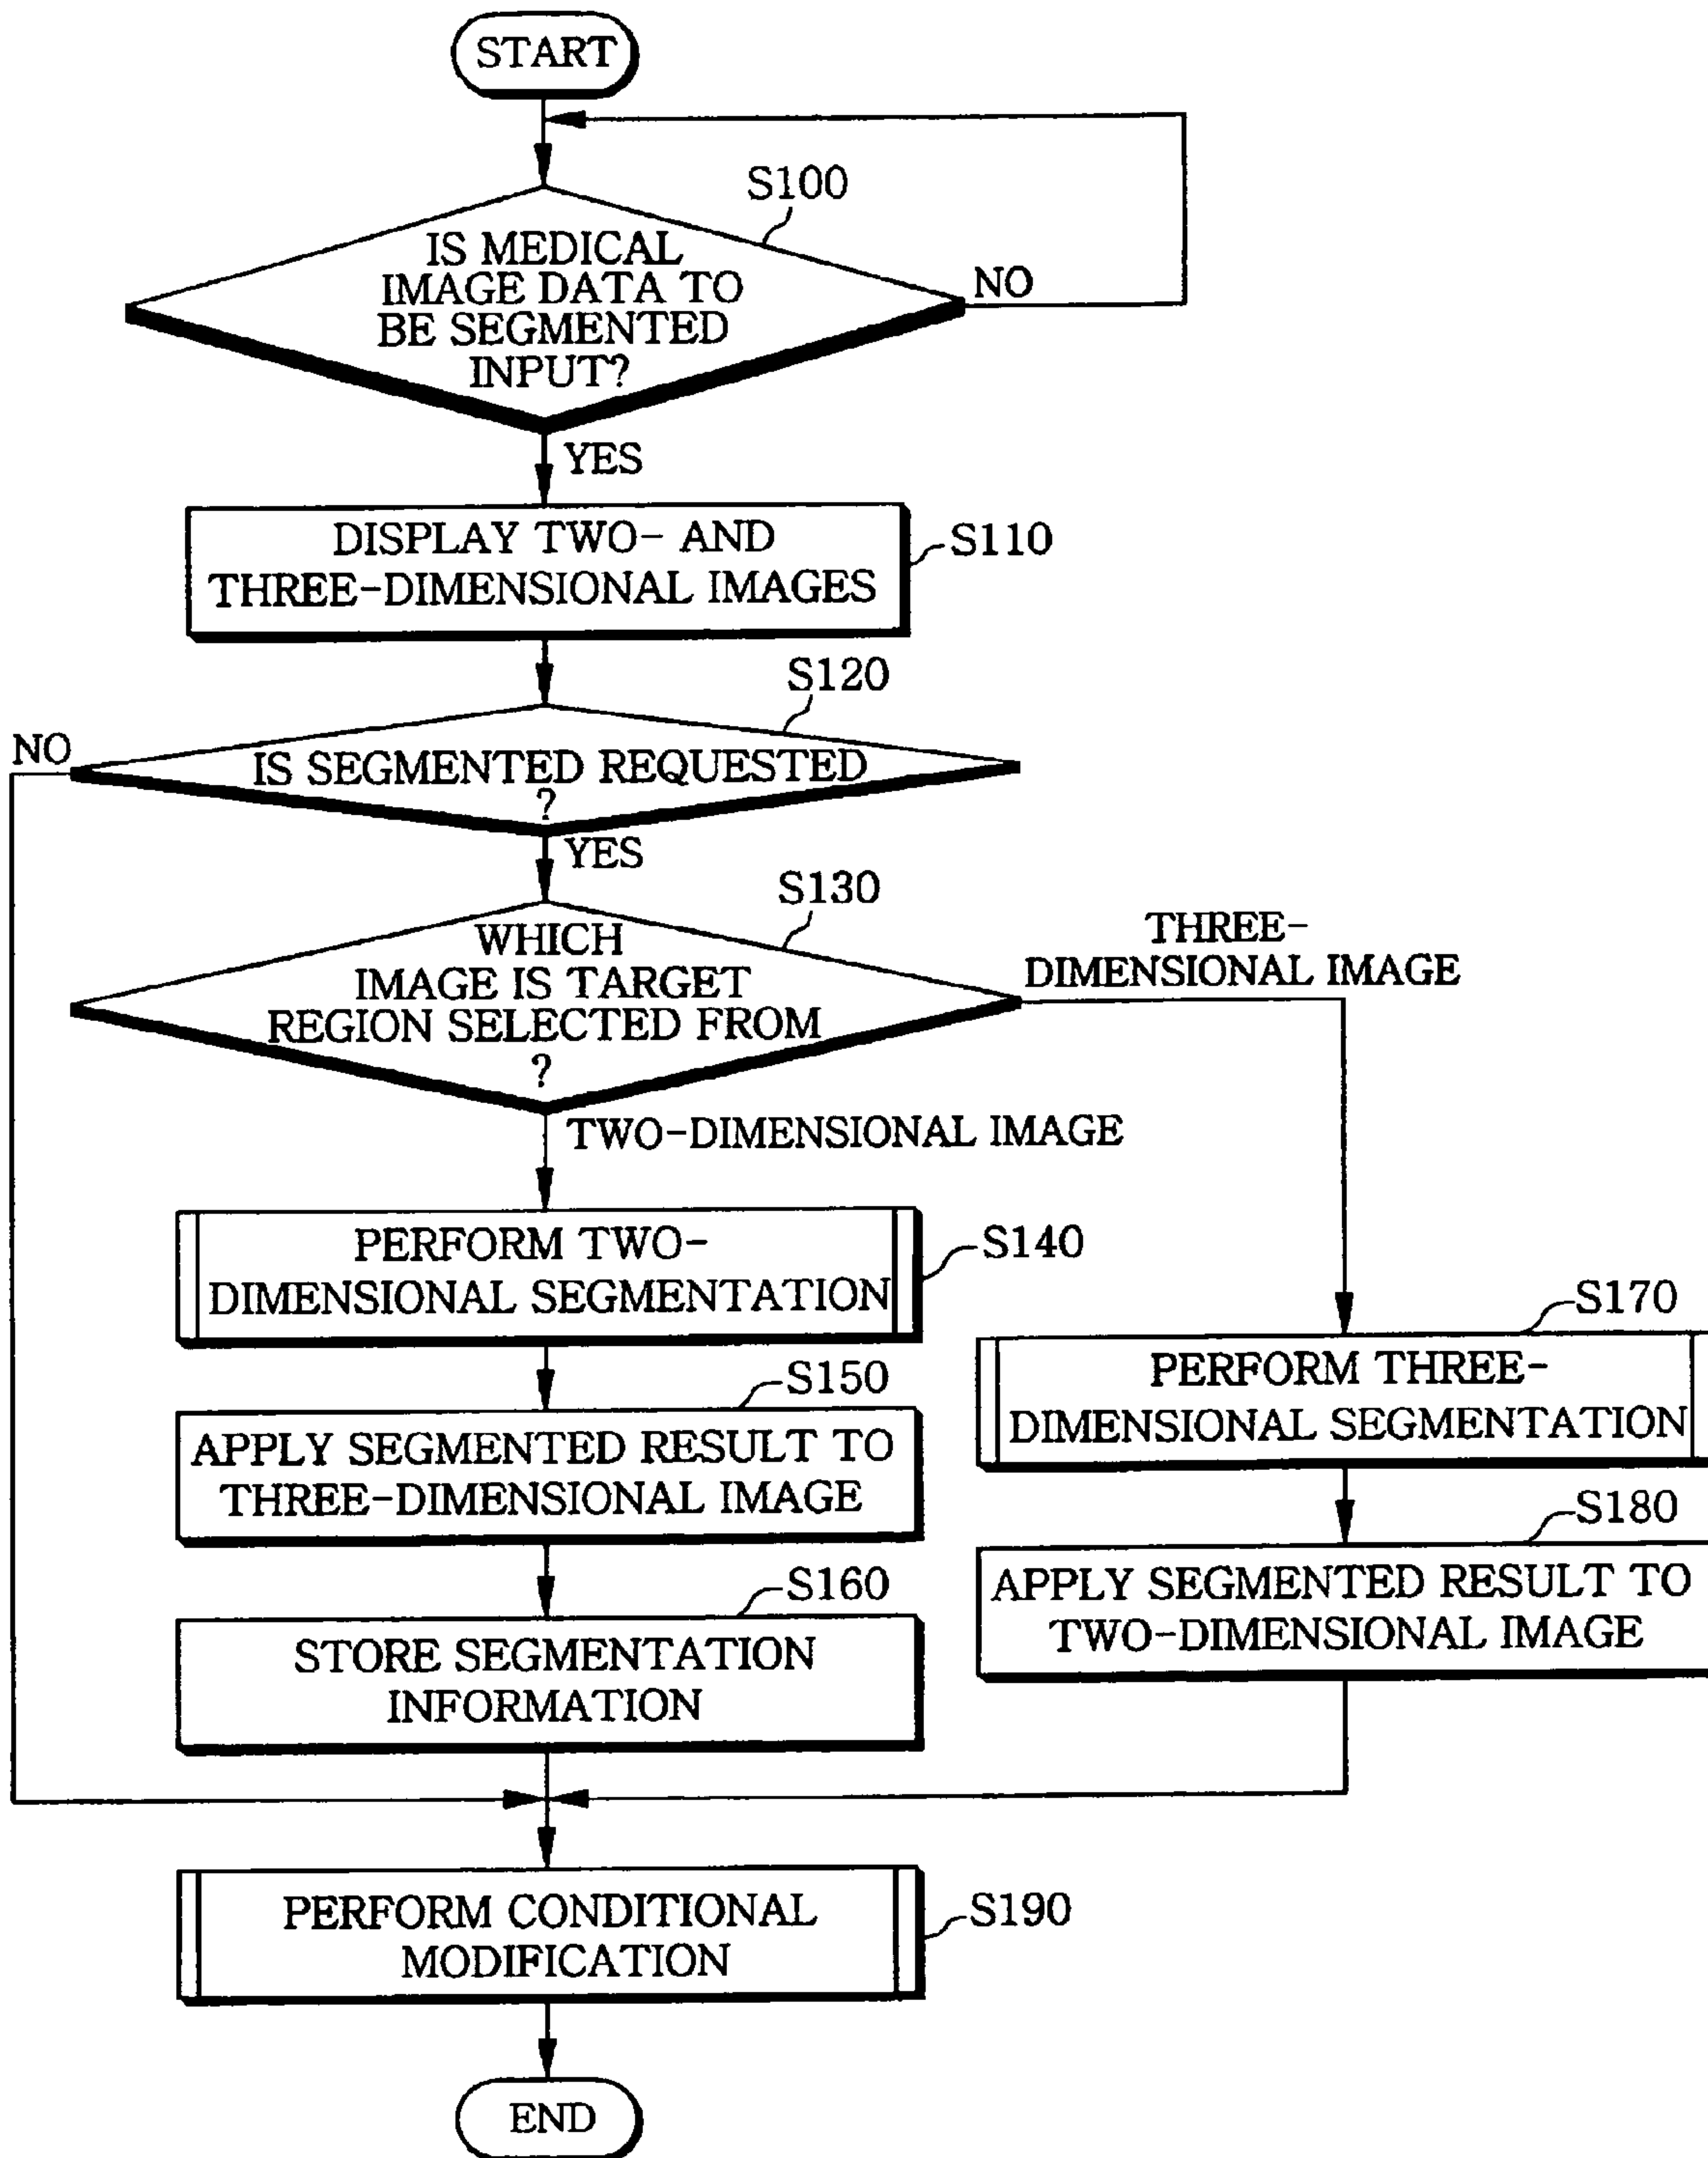 START
S100
IS MEDICAL
IMAGE DATA TO
BE SEGMENTED
INPUT?
NO
YES
DISPLAY TWO- AND
THREE-DIMENSIONAL IMAGES
S110
S120
NO
IS SEGMENTED REQUESTED
?
YES
S130
WHICH
IMAGE IS TARGET
REGION SELECTED FROM
?
THREE-
DIMENSIONAL IMAGE
TWO-DIMENSIONAL IMAGE
PERFORM TWO-
DIMENSIONAL SEGMENTATION
S140
S150
APPLY SEGMENTED RESULT TO
THREE-DIMENSIONAL IMAGE
S160
STORE SEGMENTATION
INFORMATION
S170
PERFORM THREE-
DIMENSIONAL SEGMENTATION
S180
APPLY SEGMENTED RESULT TO
TWO-DIMENSIONAL IMAGE
PERFORM CONDITIONAL
MODIFICATION
S190
END